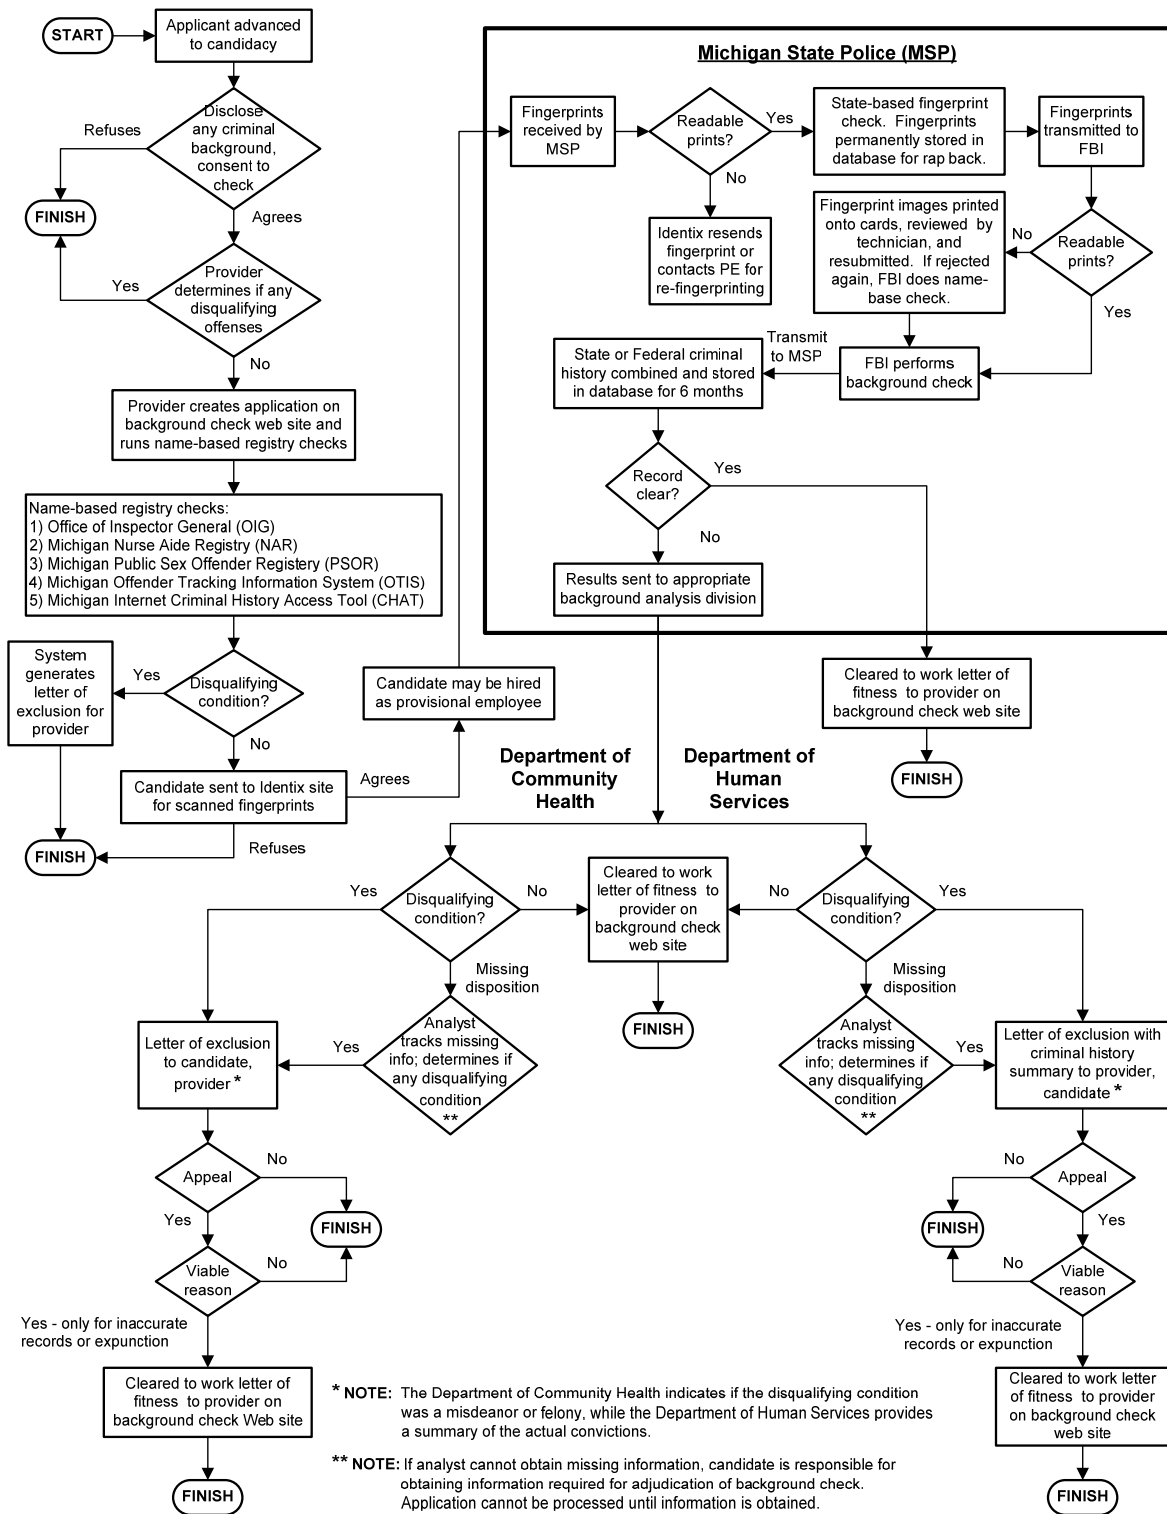 START
Applicant advanced
to candidacy
Disclose
any criminal
background,
consent to
check
Refuses
FINISH
Agrees
Provider
determines if any
disqualifying
offenses
Yes
No
Provider creates application on
background check web site and
runs name-based registry checks
Name-based registry checks:
1) Office of Inspector General (OIG)
2) Michigan Nurse Aide Registry (NAR)
3) Michigan Public Sex Offender Registery (PSOR)
4) Michigan Offender Tracking Information System (OTIS)
5) Michigan Internet Criminal History Access Tool (CHAT)
System
generates
letter of
exclusion for
provider
Yes
Disqualifying
condition?
No
Candidate sent to Identix site
for scanned fingerprints
Agrees
Refuses
FINISH
Candidate may be hired
as provisional employee
Michigan State Police (MSP)
Fingerprints
received by
MSP
Readable
prints?
Yes
No
State-based fingerprint
check. Fingerprints
permanently stored in
database for rap back.
Fingerprints
transmitted to
FBI
Identix resends
fingerprint or
contacts PE for
re-fingerprinting
Fingerprint images printed
onto cards, reviewed by
technician, and
resubmitted. If rejected
again, FBI does name-
base check.
No
Readable
prints?
Yes
FBI performs
background check
Transmit
to MSP
State or Federal criminal
history combined and stored
in database for 6 months
Record
clear?
Yes
No
Results sent to appropriate
background analysis division
Cleared to work letter of
fitness to provider on
background check web site
FINISH
Department of
Community
Health
Department of
Human
Services
Yes
Disqualifying
condition?
No
Cleared to work
letter of fitness to
provider on
background check
web site
No
Disqualifying
condition?
Yes
Missing
disposition
FINISH
Missing
disposition
Letter of exclusion
to candidate,
provider *
Yes
Analyst
tracks missing
info; determines if
any disqualifying
condition
**
Analyst
tracks missing
info; determines if
any disqualifying
condition
**
Yes
Letter of exclusion with
criminal history
summary to provider,
candidate *
Appeal
No
Yes
FINISH
Viable
reason
No
Yes - only for inaccurate
records or expunction
Cleared to work letter of
fitness to provider on
background check Web site
FINISH
No
Appeal
Yes
FINISH
No
Viable
reason
Yes - only for inaccurate
records or expunction
Cleared to work letter
of fitness to provider
on background check
web site
FINISH
* NOTE: The Department of Community Health indicates if the disqualifying condition
was a misdeanor or felony, while the Department of Human Services provides
a summary of the actual convictions.
** NOTE: If analyst cannot obtain missing information, candidate is responsible for
obtaining information required for adjudication of background check.
Application cannot be processed until information is obtained.